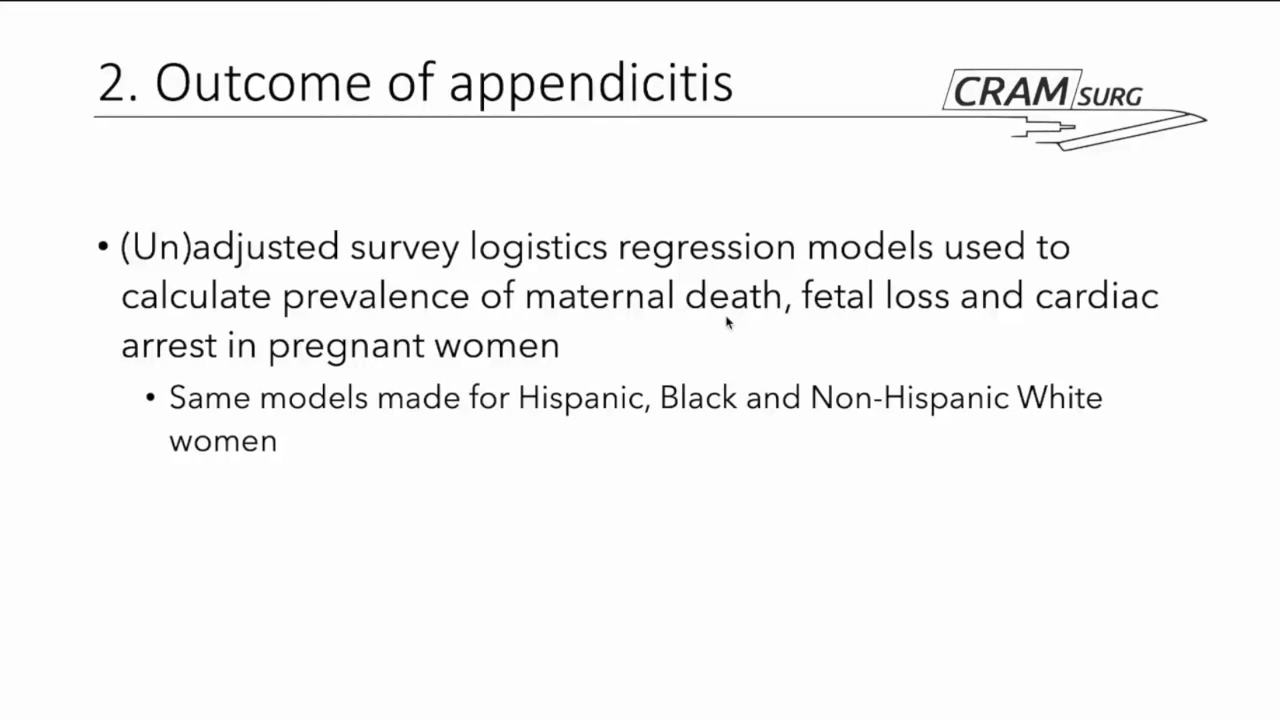 2. Outcome of appendicitis
CRAM SURG
• (Un)adjusted survey logistics regression models used to
calculate prevalence of maternal death, fetal loss and cardiac
arrest in pregnant women
• Same models made for Hispanic, Black and Non-Hispanic White
women